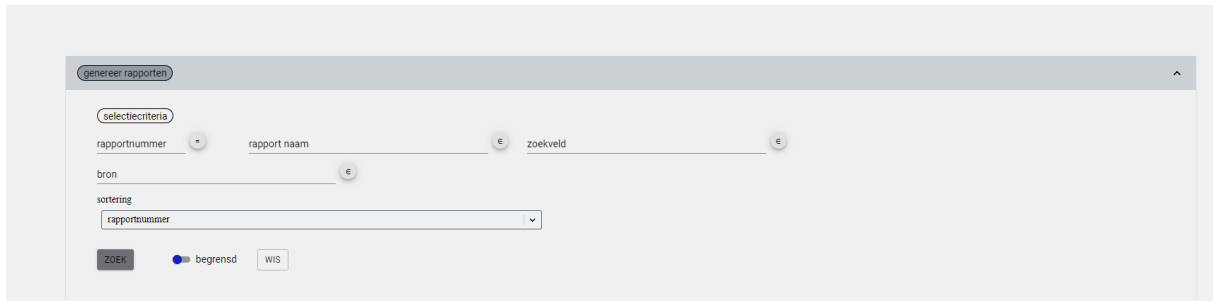 genereer rapporten
selectiecriteria
rapportnummer = rapport naam ∈ zoekveld ∈
bron ∈
sortering
rapportnummer
ZOEK begrensd WIS